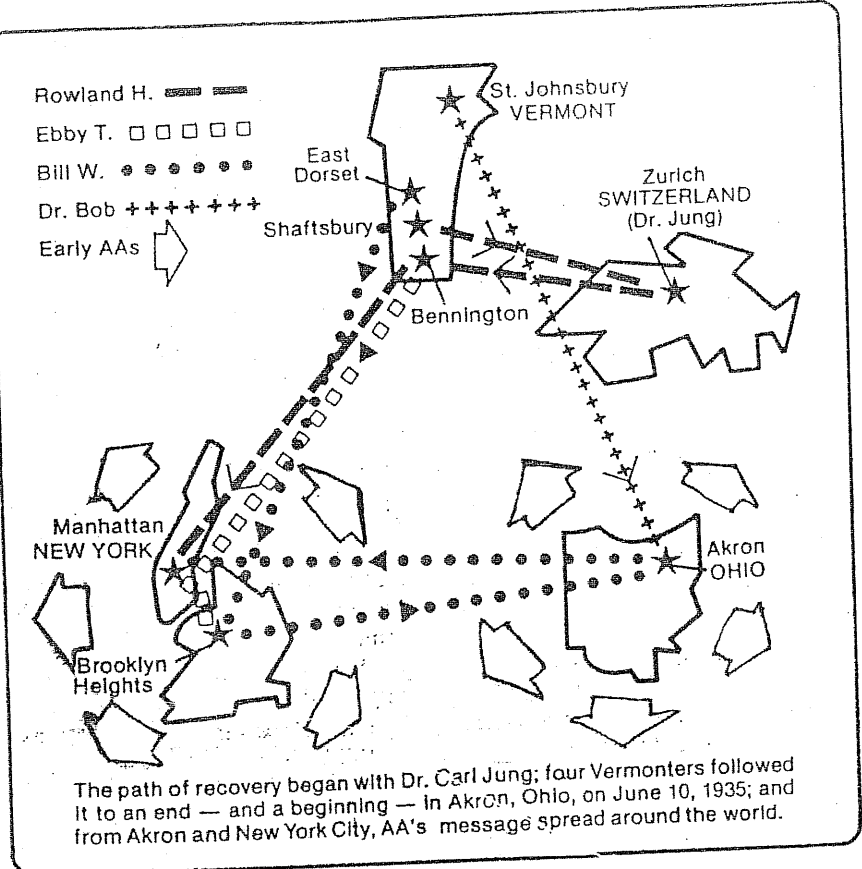 Rowland H.
Ebby T.
Bill W.
Dr. Bob
Early AAs
St. Johnsbury
VERMONT
East
Dorset
Shaftsbury
Bennington
Zurich
SWITZERLAND
(Dr. Jung)
Manhattan
NEW YORK
Akron
OHIO
Brooklyn
Heights
The path of recovery began with Dr. Carl Jung; four Vermonters followed
it to an end — and a beginning — in Akron, Ohio, on June 10, 1935; and
from Akron and New York City, AA's message spread around the world.